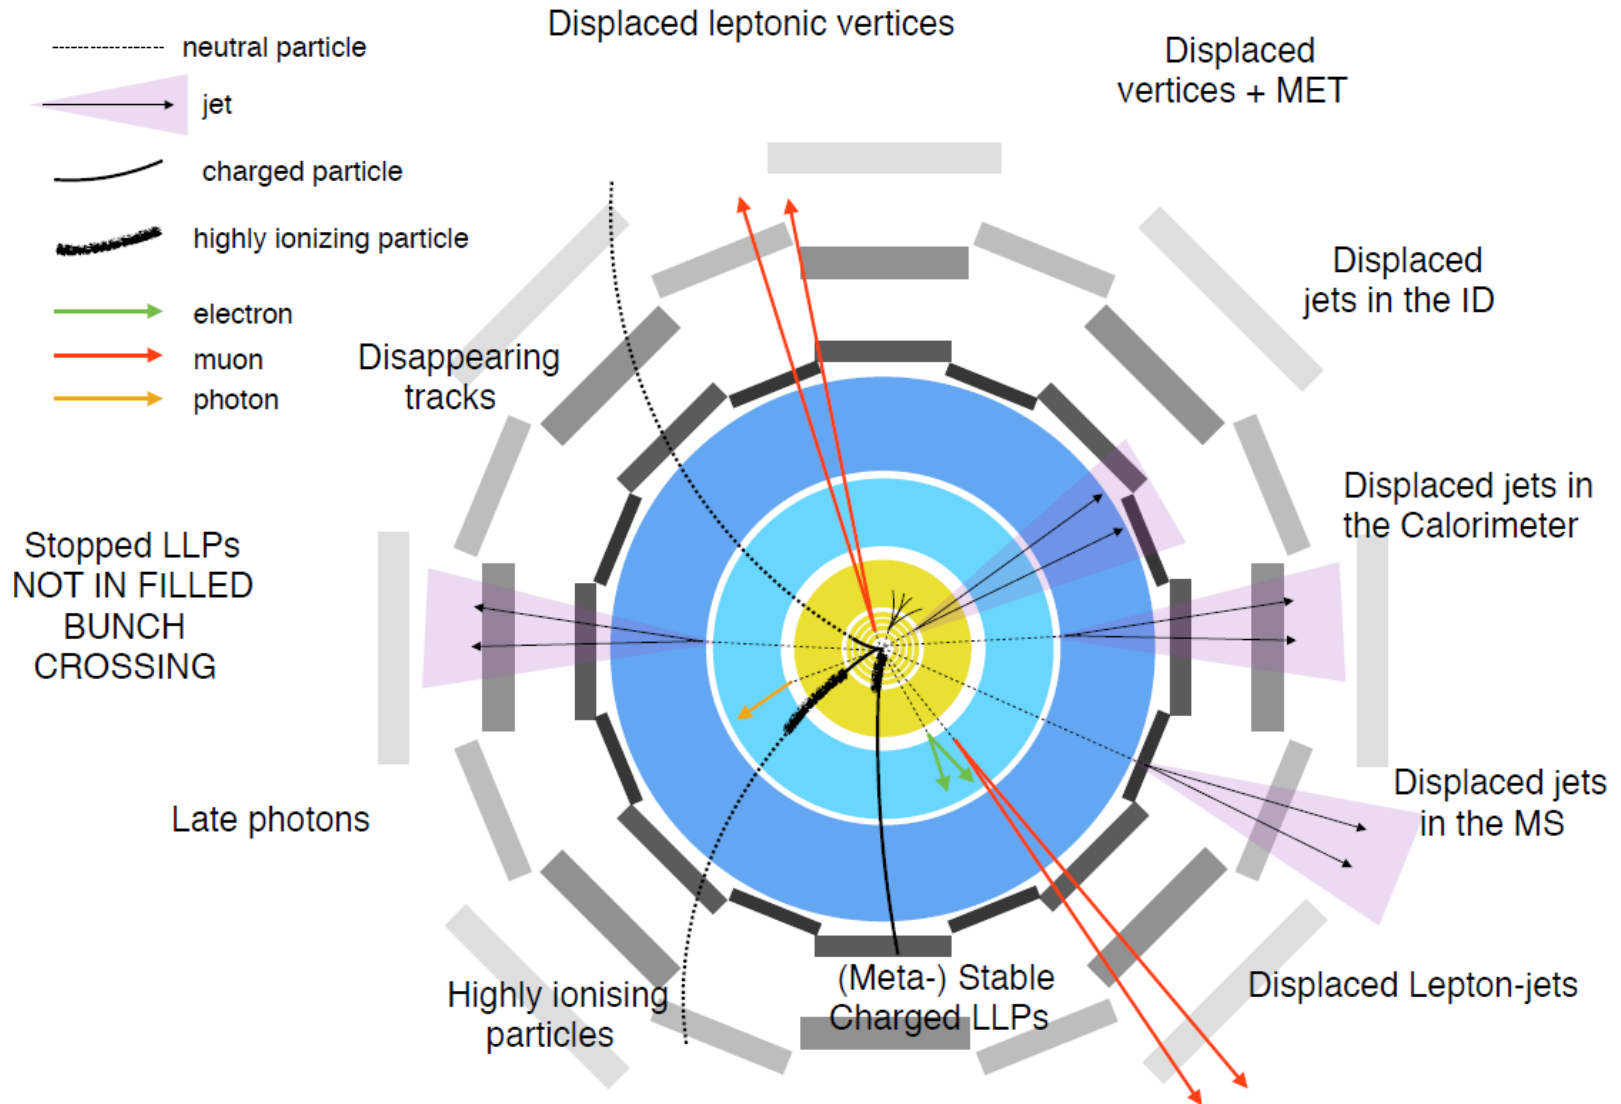 neutral particle
jet
charged particle
highly ionizing particle
electron
muon
photon
Displaced leptonic vertices
Displaced
vertices + MET
Displaced
jets in the ID
Disappearing
tracks
Displaced jets in
the Calorimeter
Stopped LLPs
NOT IN FILLED
BUNCH
CROSSING
Displaced jets
in the MS
Late photons
Highly ionising
particles
(Meta-) Stable
Charged LLPs
Displaced Lepton-jets